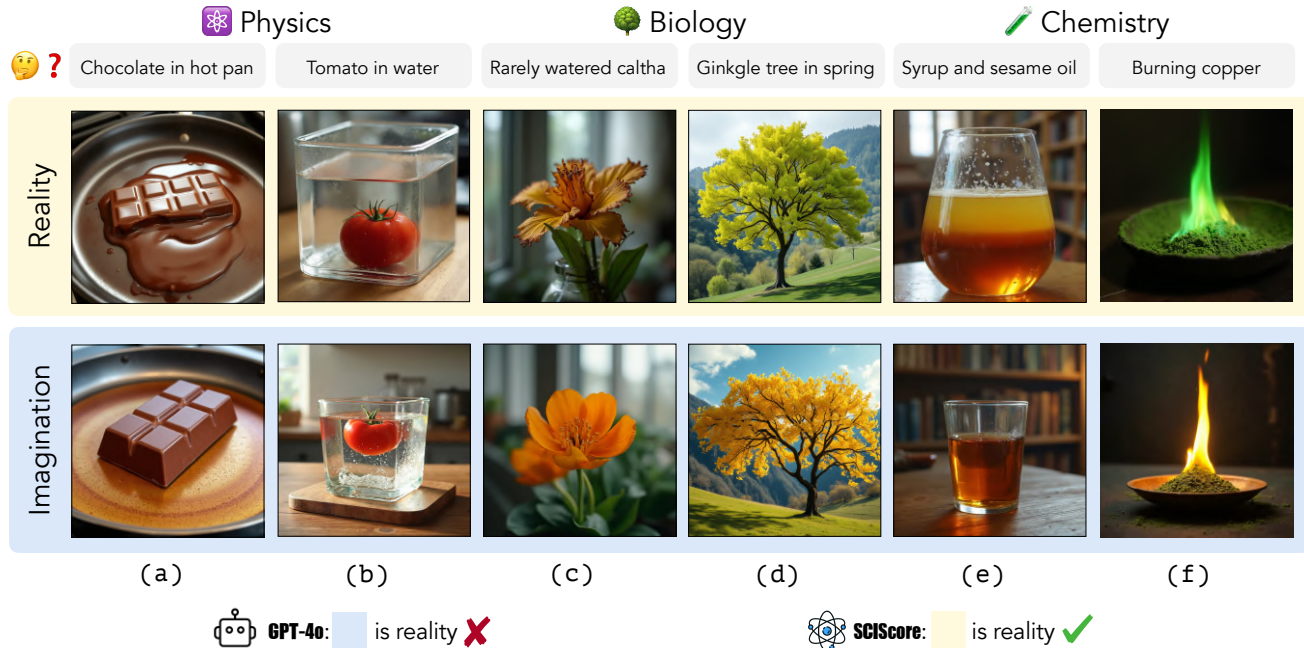 Physics Biology Chemistry
Chocolate in hot pan Tomato in water Rarely watered caltha Ginkgle tree in spring Syrup and sesame oil Burning copper
Reality
Imagination
(a) (b) (c) (d) (e) (f)
GPT-4o: is reality SCIScore: is reality